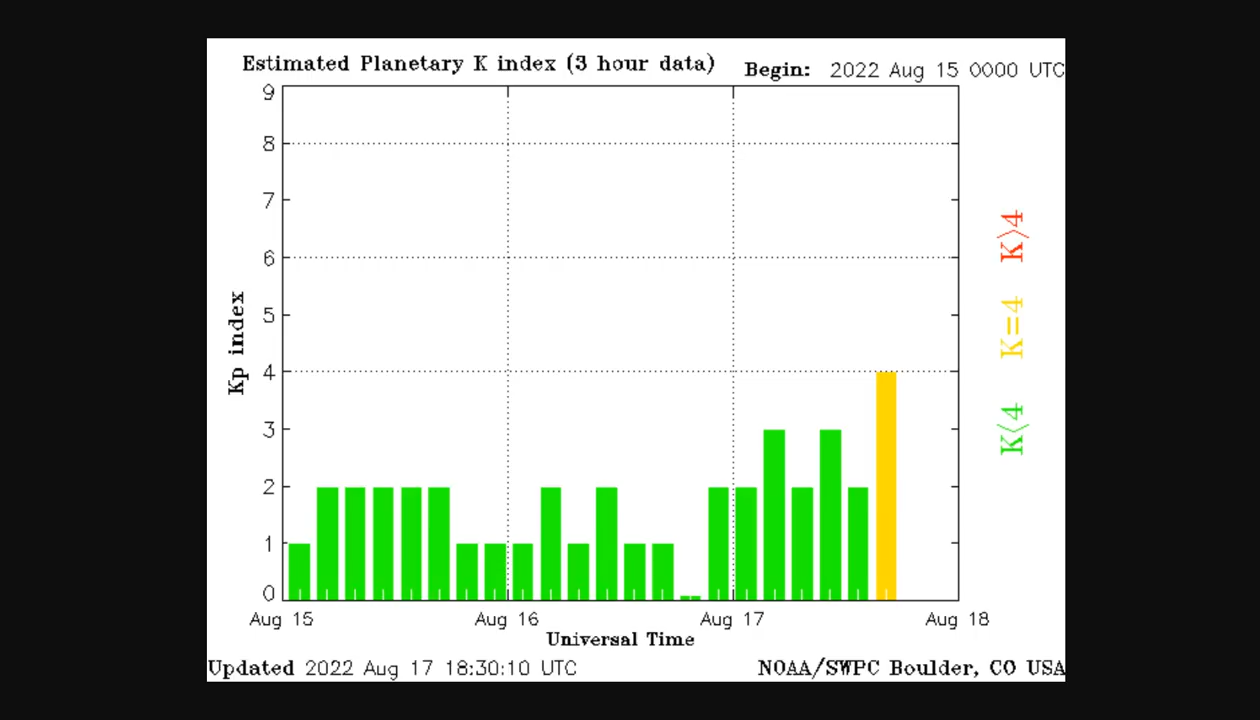 Estimated Planetary K index (3 hour data)
Begin: 2022 Aug 15 0000 UTC
9
8
7
6
5
4
3
2
1
0
Kp index
Aug 15
Aug 16
Aug 17
Aug 18
Universal Time
K<4
K=4
K>4
Updated 2022 Aug 17 18:30:10 UTC
NOAA/SWPC Boulder, CO USA